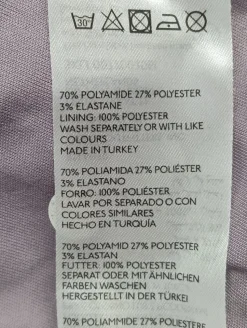 30°
70% POLYAMIDE 27% POLYESTER
3% ELASTANE
LINING: 100% POLYESTER
WASH SEPARATELY OR WITH LIKE
COLOURS
MADE IN TURKEY
70% POLIAMIDA 27% POLIÉSTER
3% ELASTANO
FORRO: 100% POLIÉSTER
LAVAR POR SEPARADO O CON
COLORES SIMILARES
HECHO EN TURQUÍA
70% POLYAMID 27% POLYESTER
3% ELASTAN
FUTTER: 100% POLYESTER
SEPARAT ODER MIT ÄHNLICHEN
FARBEN WASCHEN
HERGESTELLT IN DER TÜRKEI
70% POLIAMMIDE 27% POLIESTERE